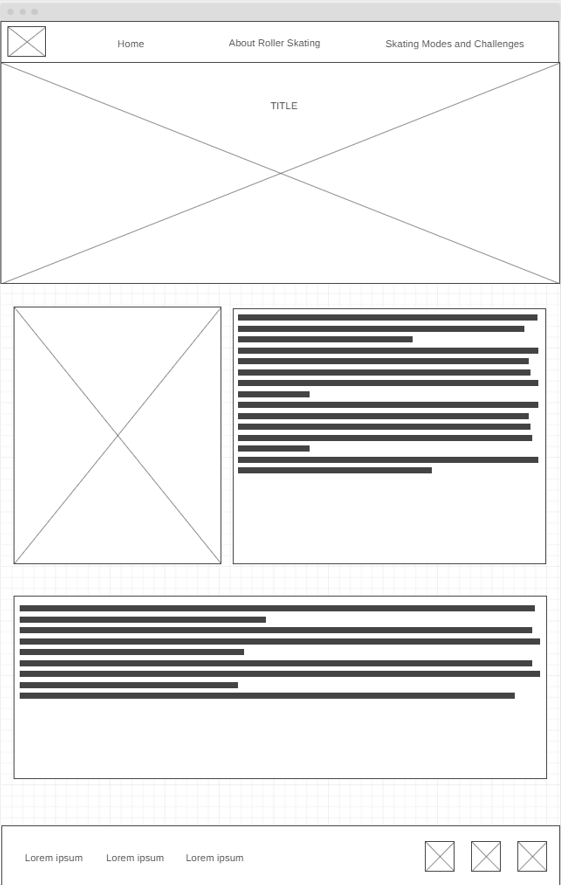 Home
About Roller Skating
Skating Modes and Challenges
TITLE
Lorem ipsum
Lorem ipsum
Lorem ipsum